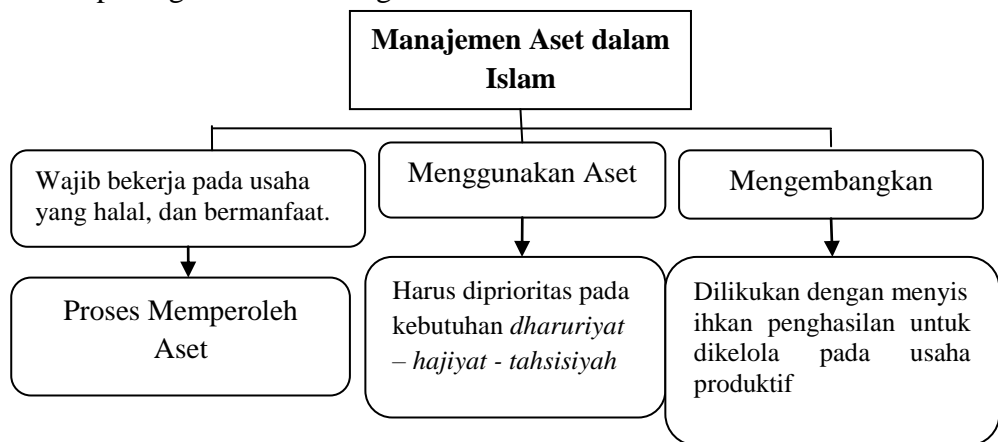 Manajemen Aset dalam
Islam
Wajib bekerja pada usaha
yang halal, dan bermanfaat.
Menggunakan Aset
Mengembangkan
Proses Memperoleh
Aset
Harus diprioritas pada
kebutuhan dharuriyat
– hajiyat - tahsisiyah
Dilikukan dengan menyis
ihkan penghasilan untuk
dikelola pada usaha
produktif